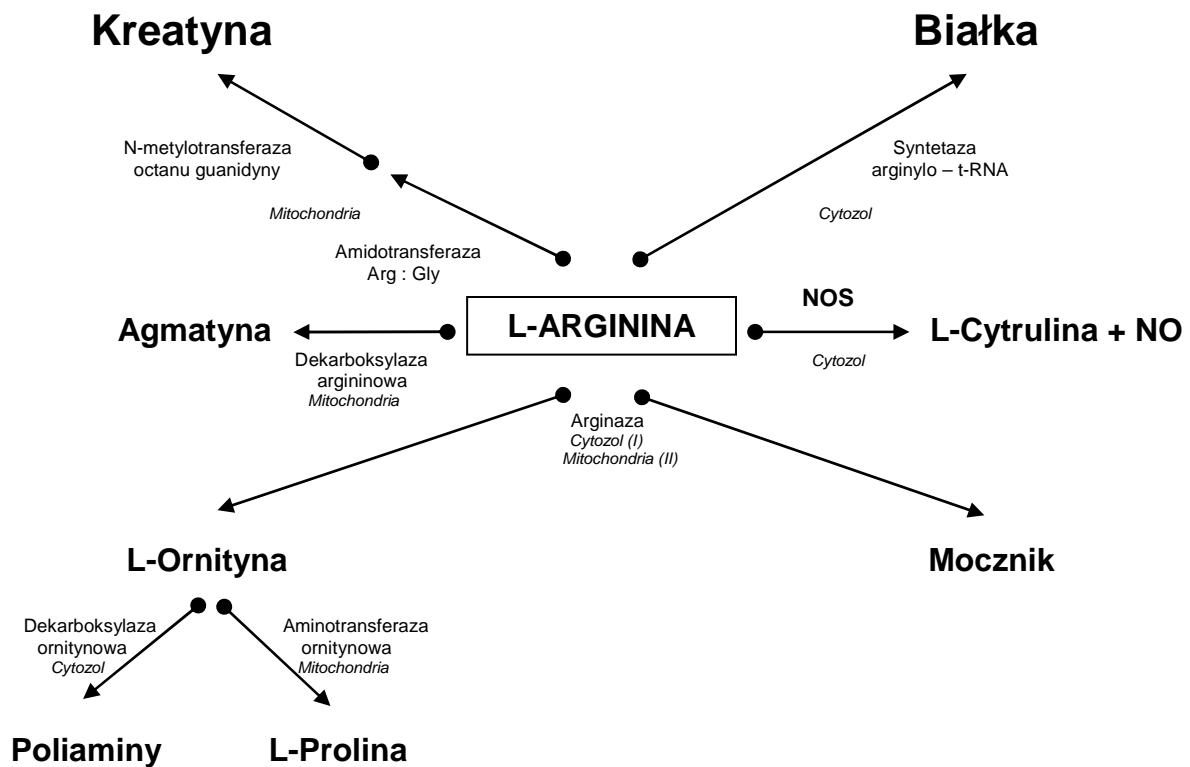 Kreatyna
Białka
N-metylotransferaza
octanu guanidyny
Syntetaza
arginylo – t-RNA
Mitochondria
Cytozol
Amidotransferaza
Arg : Gly
NOS
Agmatyna
L-ARGININA
L-Cytrulina + NO
Dekarboksylaza
argininowa
Mitochondria
Cytozol
Arginaza
Cytozol (I)
Mitochondria (II)
L-Ornityna
Mocznik
Dekarboksylaza
ornitynowa
Cytozol
Aminotransferaza
ornitynowa
Mitochondria
Poliaminy
L-Prolina